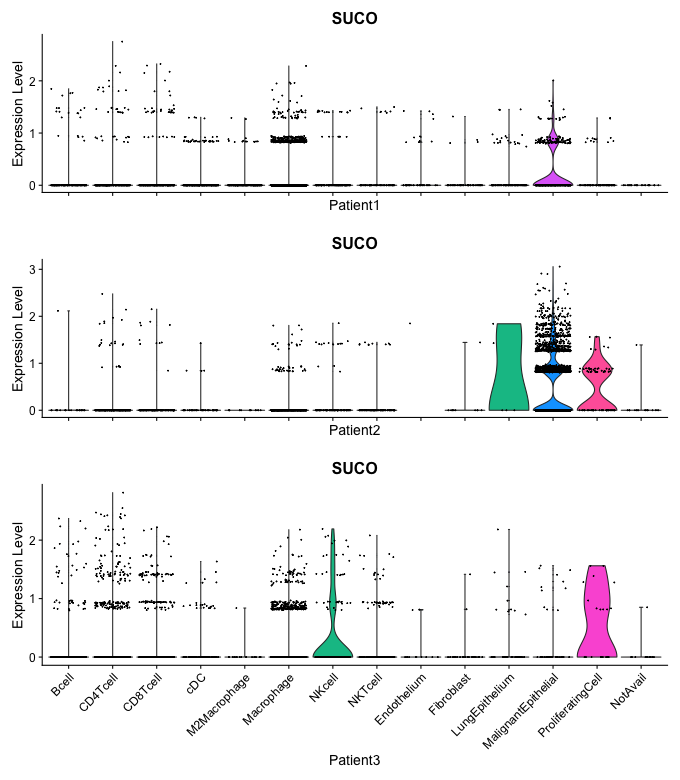 SUCO
Expression Level
2
1
0
Patient1
SUCO
Expression Level
3
2
1
0
Patient2
SUCO
Expression Level
2
1
0
Bcell
CD4Tcell
CD8Tcell
cDC
M2Macrophage
Macrophage
NKcell
NKTcell
Endothelium
Fibroblast
LungEpithelium
MalignantEpithelial
ProliferatingCell
NotAvail
Patient3